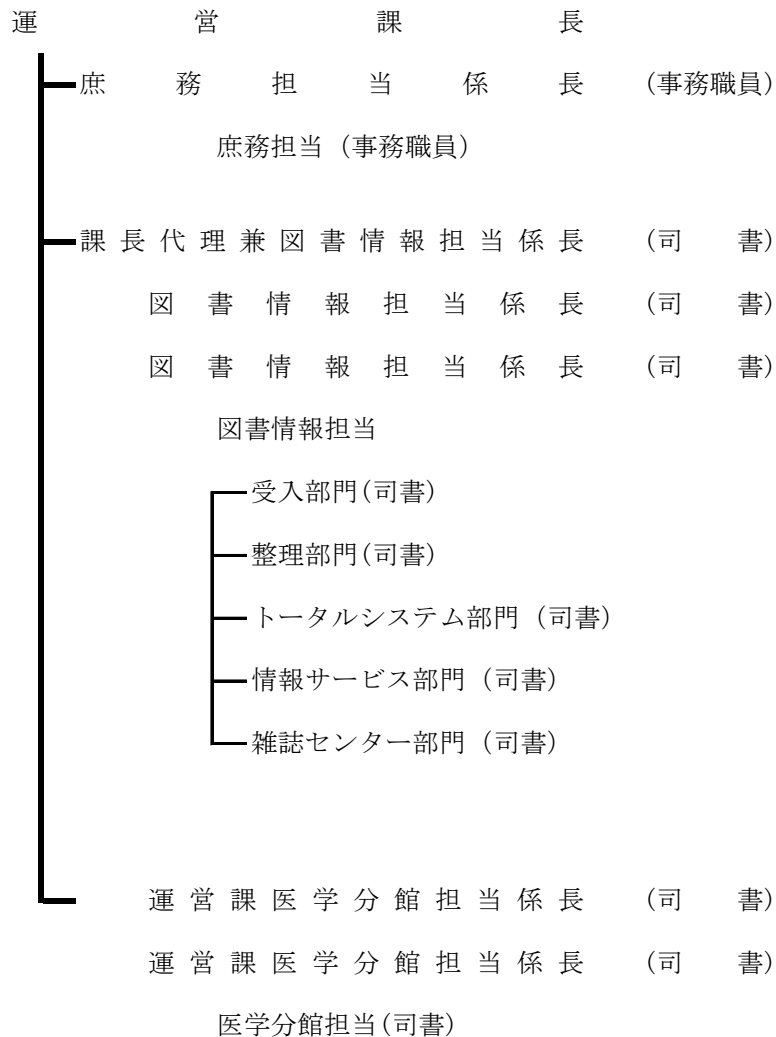 運営課長
庶務担当係長 (事務職員)
庶務担当 (事務職員)
課長代理兼図書情報担当係長 (司書)
図書情報担当係長 (司書)
図書情報担当係長 (司書)
図書情報担当
受入部門(司書)
整理部門(司書)
トータルシステム部門 (司書)
情報サービス部門 (司書)
雑誌センター部門 (司書)
運営課医学分館担当係長 (司書)
運営課医学分館担当係長 (司書)
医学分館担当(司書)